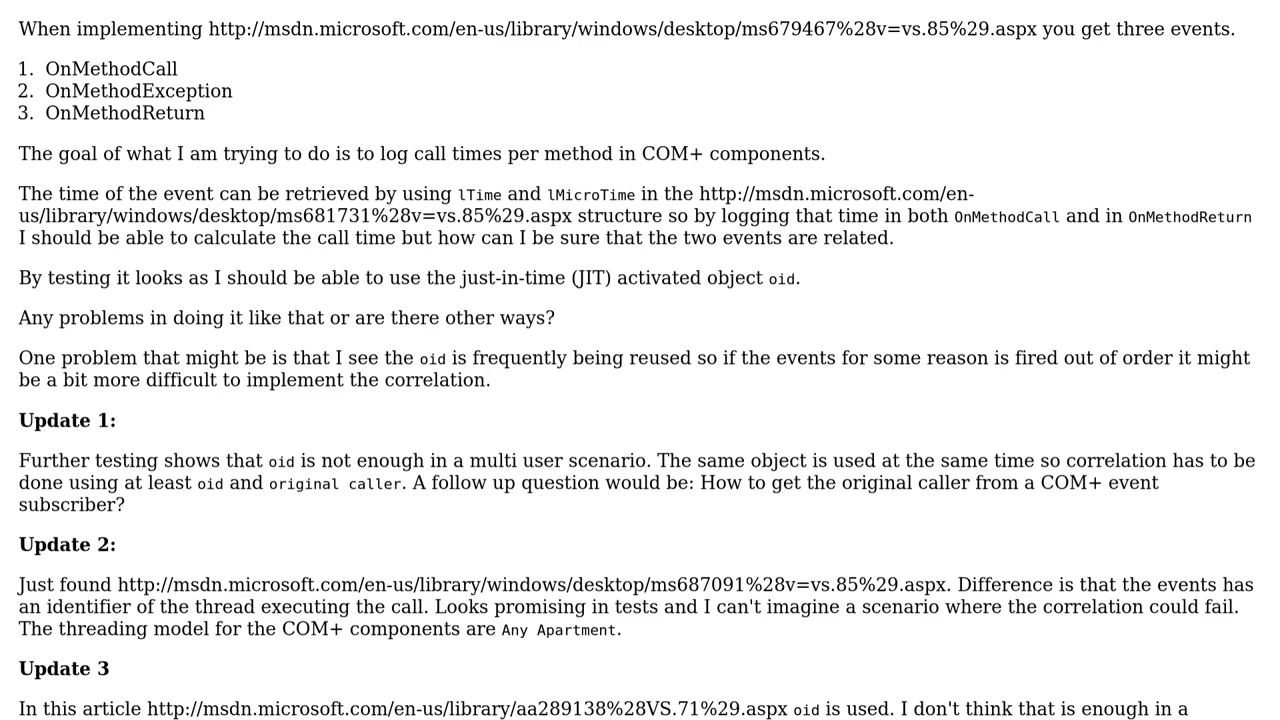 When implementing http://msdn.microsoft.com/en-us/library/windows/desktop/ms679467%28v=vs.85%29.aspx you get three events.
1. OnMethodCall
2. OnMethodException
3. OnMethodReturn
The goal of what I am trying to do is to log call times per method in COM+ components.
The time of the event can be retrieved by using lTime and lMicroTime in the http://msdn.microsoft.com/en-
us/library/windows/desktop/ms681731%28v=vs.85%29.aspx structure so by logging that time in both OnMethodCall and in OnMethodReturn
I should be able to calculate the call time but how can I be sure that the two events are related.
By testing it looks as I should be able to use the just-in-time (JIT) activated object oid.
Any problems in doing it like that or are there other ways?
One problem that might be is that I see the oid is frequently being reused so if the events for some reason is fired out of order it might
be a bit more difficult to implement the correlation.
Update 1:
Further testing shows that oid is not enough in a multi user scenario. The same object is used at the same time so correlation has to be
done using at least oid and original caller. A follow up question would be: How to get the original caller from a COM+ event
subscriber?
Update 2:
Just found http://msdn.microsoft.com/en-us/library/windows/desktop/ms687091%28v=vs.85%29.aspx. Difference is that the events has
an identifier of the thread executing the call. Looks promising in tests and I can't imagine a scenario where the correlation could fail.
The threading model for the COM+ components are Any Apartment.
Update 3
In this article http://msdn.microsoft.com/en-us/library/aa289138%28VS.71%29.aspx oid is used. I don't think that is enough in a